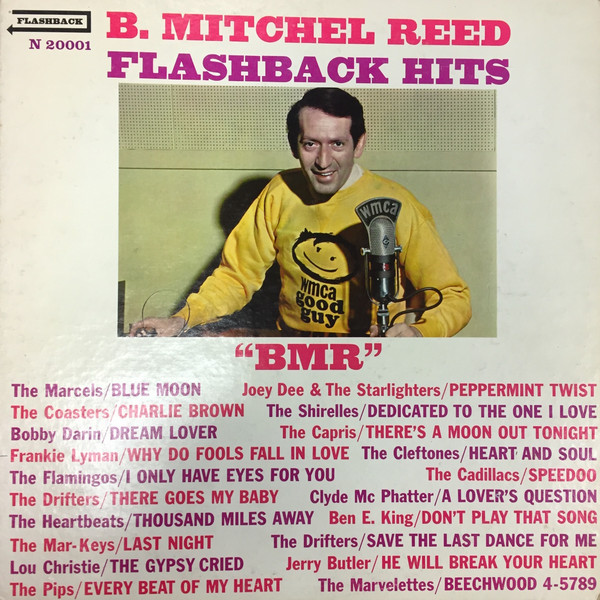 FLASHBACK
N 20001
B. MITCHEL REED
FLASHBACK HITS
wmca
wmca
good
guy
"BMR"
The Marcels/BLUE MOON Joey Dee & The Starlighters/PEPPERMINT TWIST
The Coasters/CHARLIE BROWN The Shirelles/DEDICATED TO THE ONE I LOVE
Bobby Darin/DREAM LOVER The Capris/THERE'S A MOON OUT TONIGHT
Frankie Lyman/WHY DO FOOLS FALL IN LOVE The Cleftones/HEART AND SOUL
The Flamingos/I ONLY HAVE EYES FOR YOU The Cadillacs/SPEEDOO
The Drifters/THERE GOES MY BABY Clyde Mc Phatter/A LOVER'S QUESTION
The Heartbeats/THOUSAND MILES AWAY Ben E. King/DON'T PLAY THAT SONG
The Mar-Keys/LAST NIGHT The Drifters/SAVE THE LAST DANCE FOR ME
Lou Christie/THE GYPSY CRIED Jerry Butler/HE WILL BREAK YOUR HEART
The Pips/EVERY BEAT OF MY HEART The Marvelettes/BEECHWOOD 4-5789